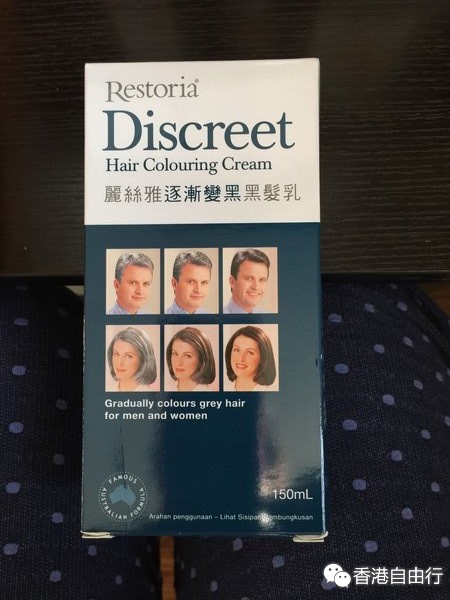 Restoria®
Discreet
Hair Colouring Cream
麗絲雅逐漸變黑黑髮乳
Gradually colours grey hair
for men and women
FAMOUS
AUSTRALIAN FORMULA
150mL
Arahan penggunaan – Lihat Sisipan
香港自由行